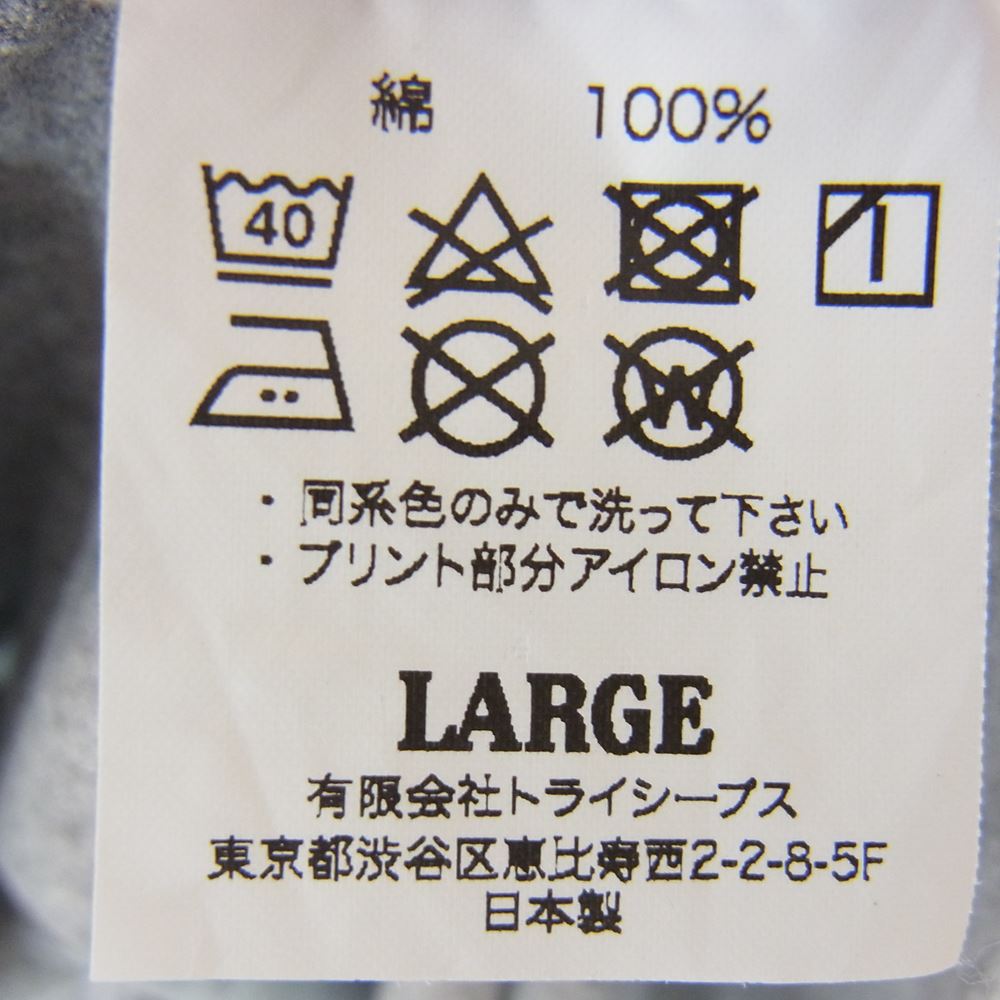 綿 100%
40
W
・同系色のみで洗って下さい
・プリント部分アイロン禁止
LARGE
有限会社トライシープス
東京都渋谷区恵比寿西2-2-8-5F
日本製